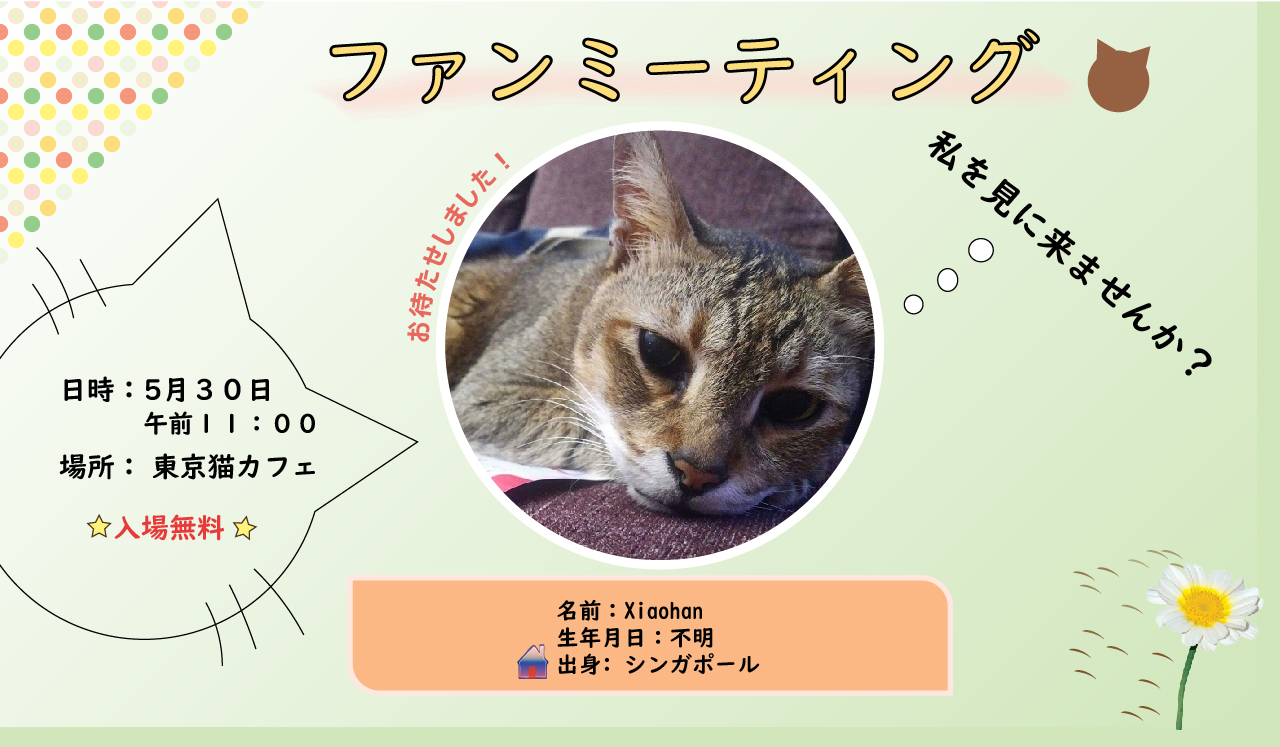 ファンミーティング
お待たせしました！
私を見に来ませんか？
日時：5月３０日
午前１１：００
場所： 東京猫カフェ
入場無料
名前：Xiaohan
生年月日：不明
出身：シンガポール